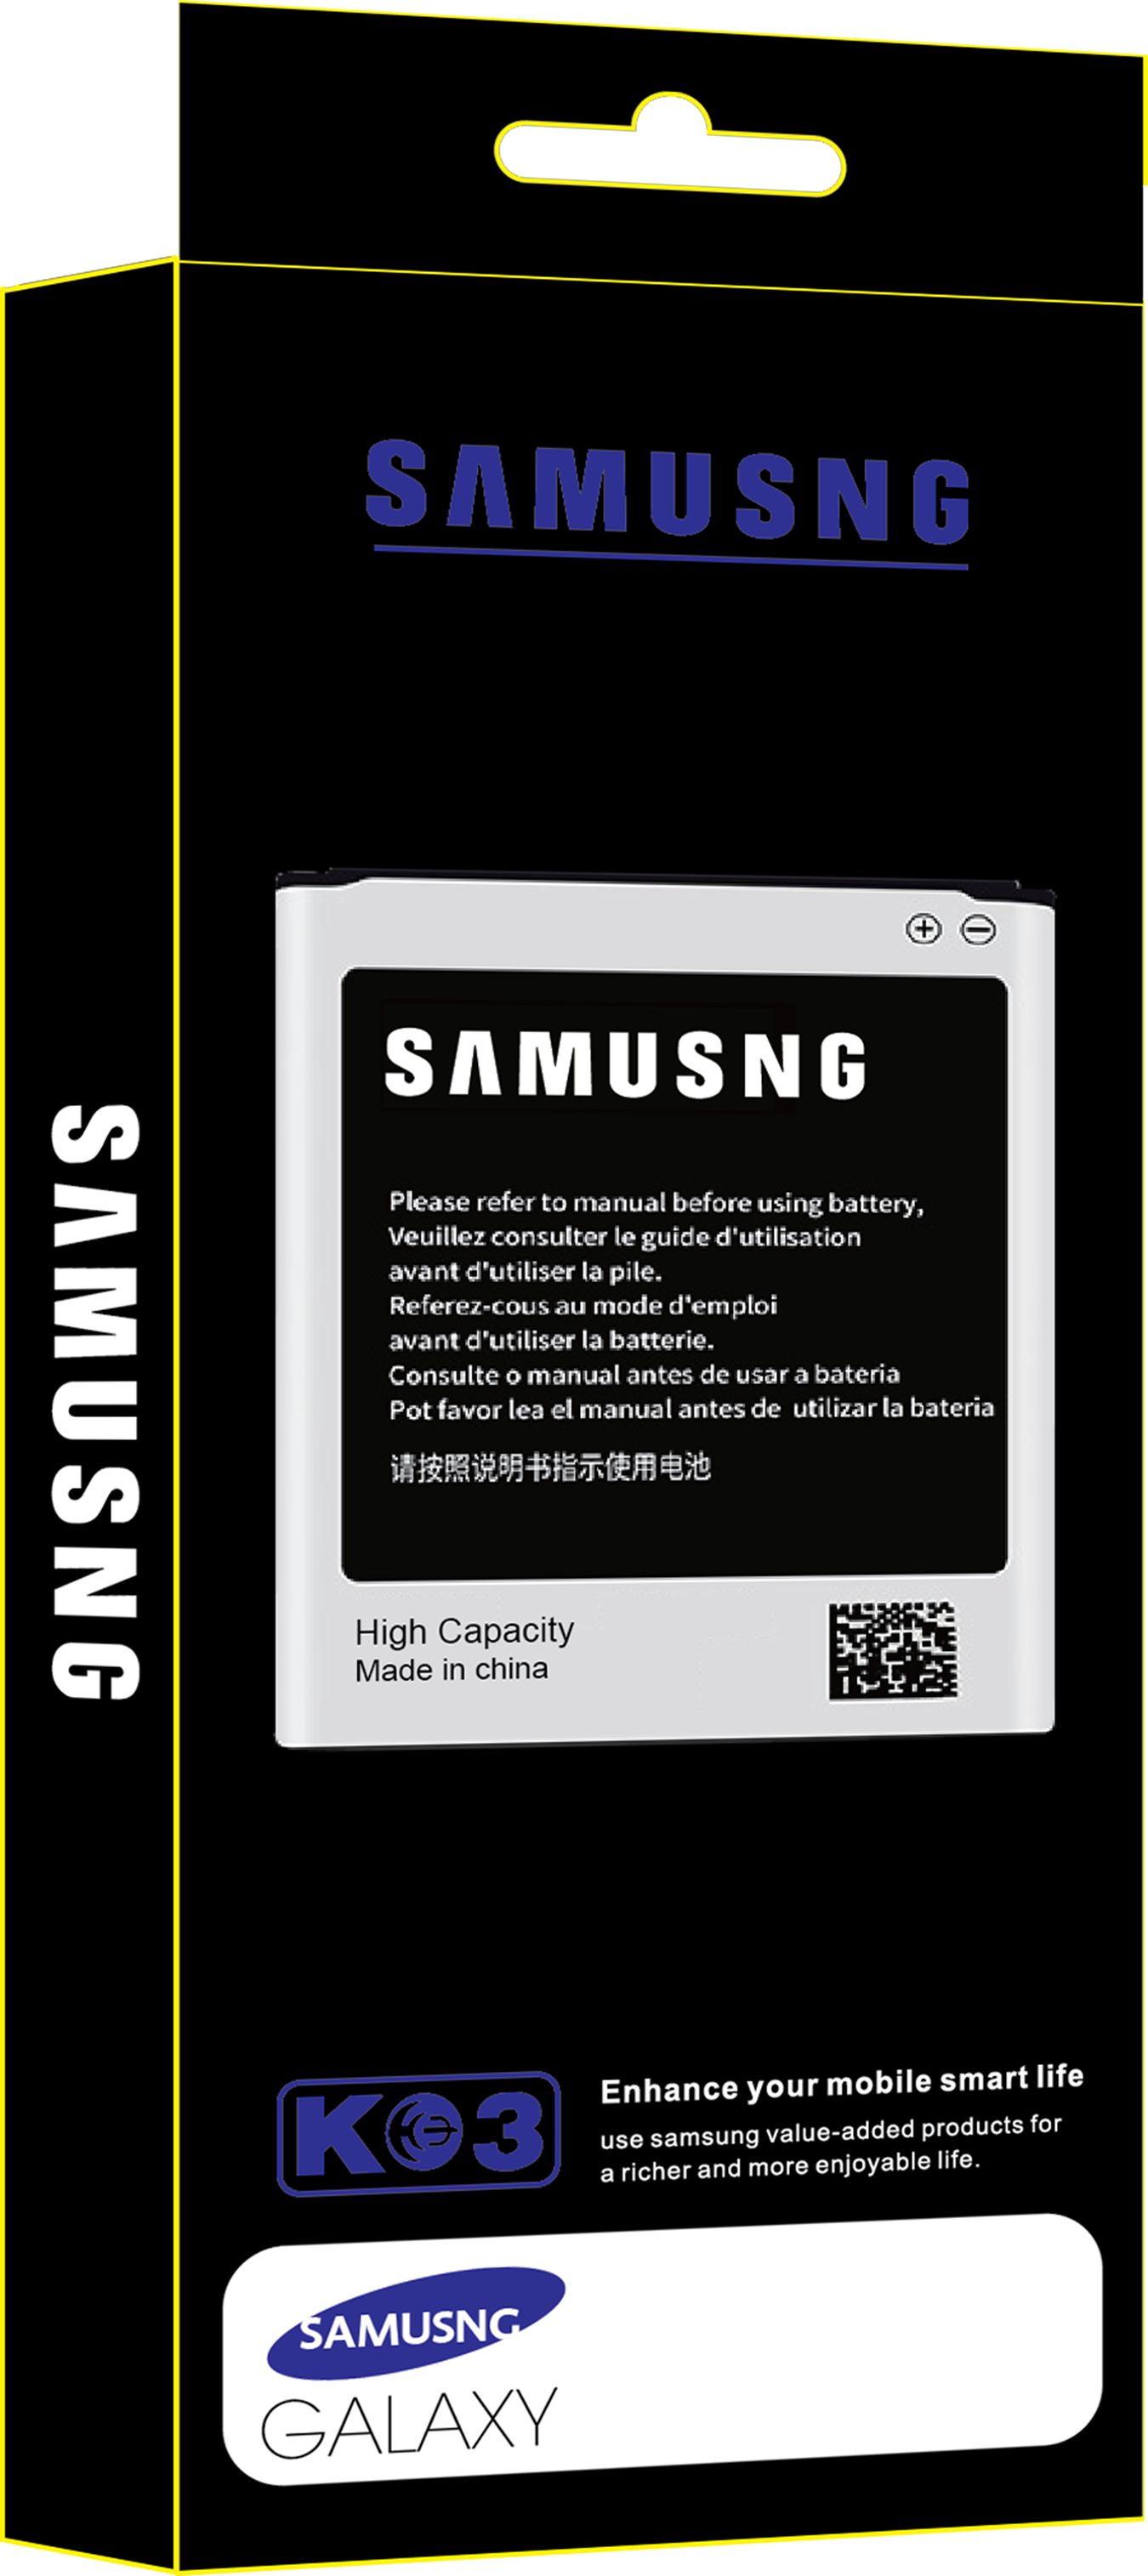 SAMUSNG
SAMUSNG
SAMUSNG
Please refer to manual before using battery,
Veuillez consulter le guide d'utilisation
avant d'utiliser la pile.
Referez-cous au mode d'emploi
avant d'utiliser la batterie.
Consulte o manual antes de usar a bateria
Pot favor lea el manual antes de utilizar la bateria
请按照说明书指示使用电池
High Capacity
Made in china
K 3
Enhance your mobile smart life
use samsung value-added products for
a richer and more enjoyable life.
SAMUSNG
GALAXY